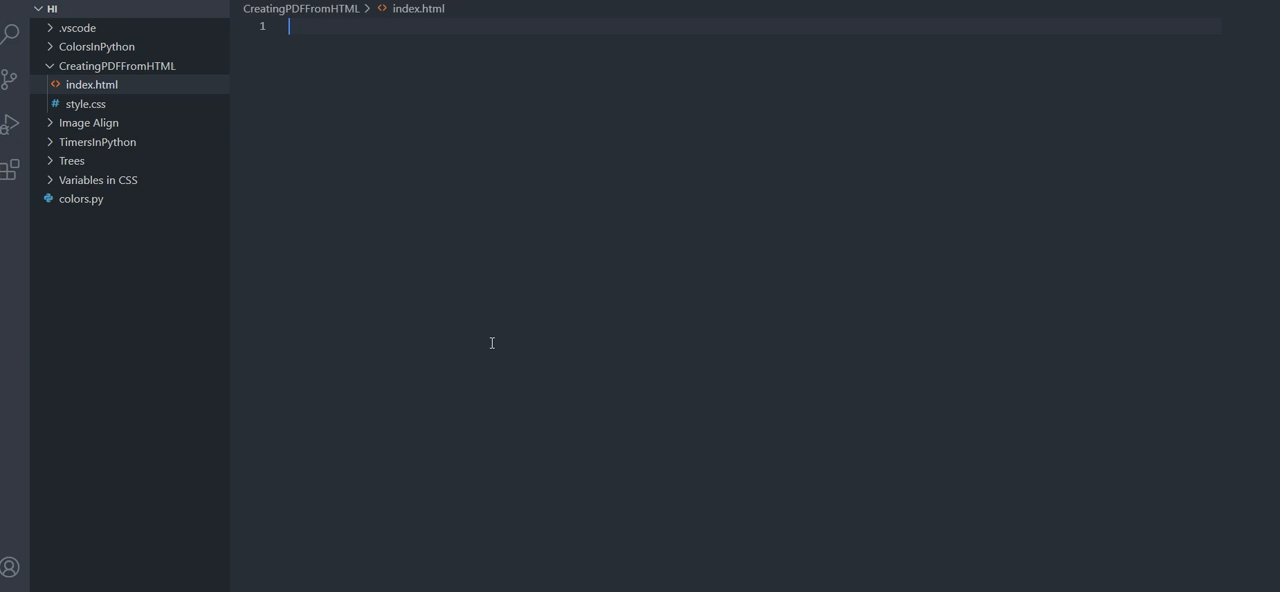 HI
.vscode
ColorsInPython
CreatingPDFFromHTML
index.html
style.css
Image Align
TimersInPython
Trees
Variables in CSS
colors.py
CreatingPDFFromHTML > <> index.html
1